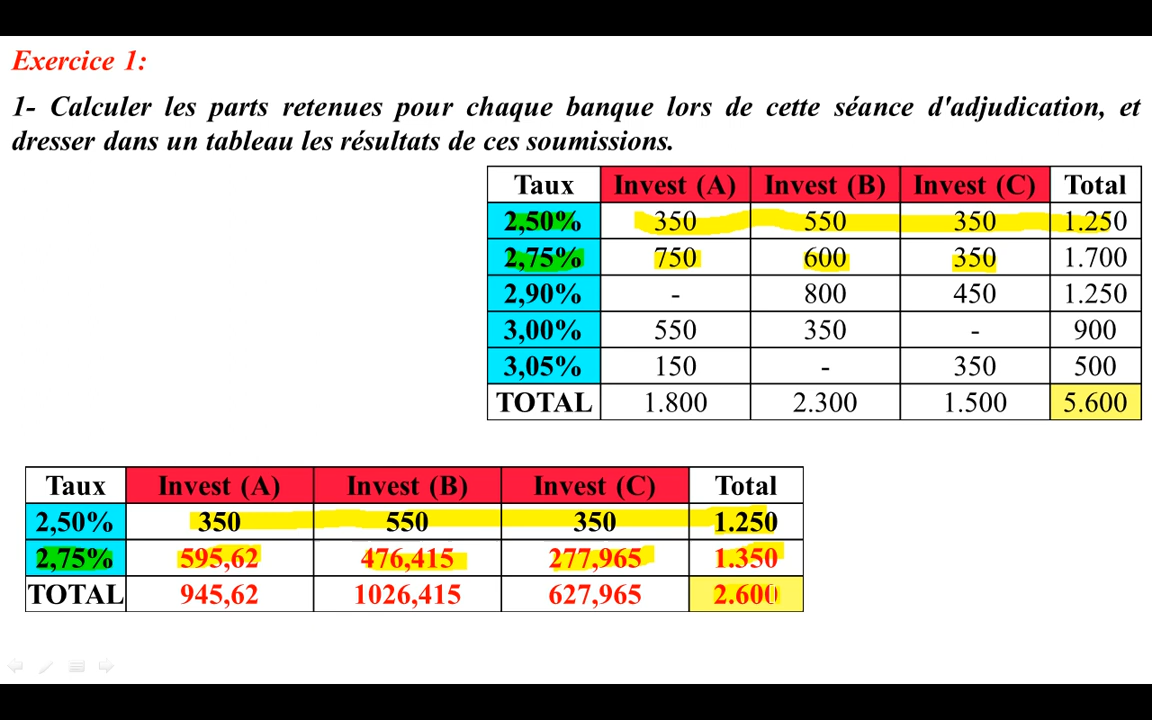 Exercice 1:
1- Calculer les parts retenues pour chaque banque lors de cette séance d'adjudication, et
dresser dans un tableau les résultats de ces soumissions.
Taux Invest (A) Invest (B) Invest (C) Total
2,50% 350 550 350 1.250
2,75% 750 600 350 1.700
2,90% - 800 450 1.250
3,00% 550 350 - 900
3,05% 150 - 350 500
TOTAL 1.800 2.300 1.500 5.600
Taux Invest (A) Invest (B) Invest (C) Total
2,50% 350 550 350 1.250
2,75% 595,62 476,415 277,965 1.350
TOTAL 945,62 1026,415 627,965 2.600